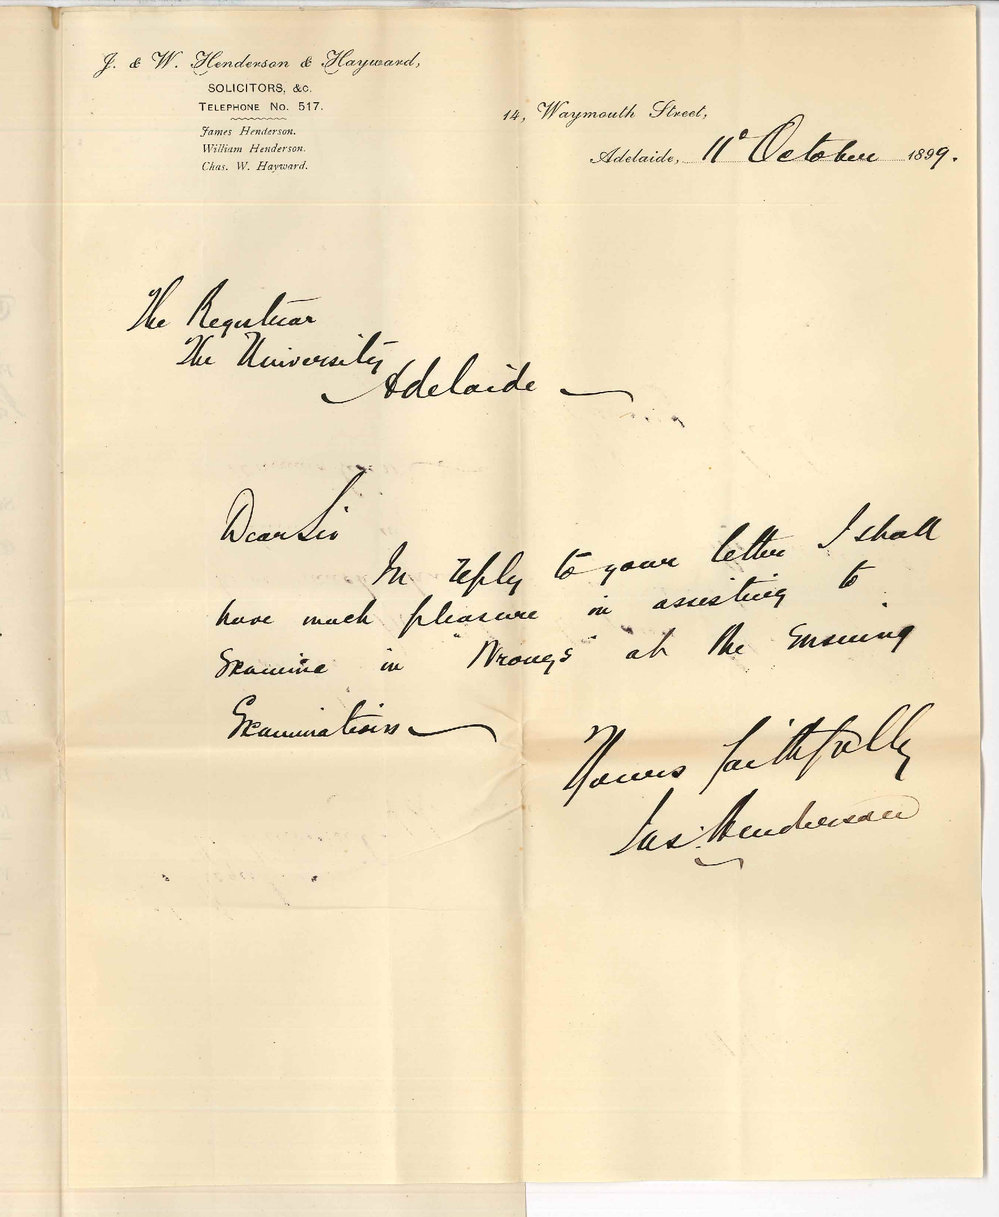 J. & W. Henderson & Hayward,
SOLICITORS, &c.
TELEPHONE No. 517.
James Henderson.
William Henderson.
Chas. W. Hayward.
14, Waymouth Street,
Adelaide, 11° October 1899.
The Registrar
The University
Adelaide
Dear Sir
In reply to your letter I shall
have much pleasure in assisting to
Examine in "Wrongs" at the Ensuing
Examinations
Yours faithfully
Jas. Henderson